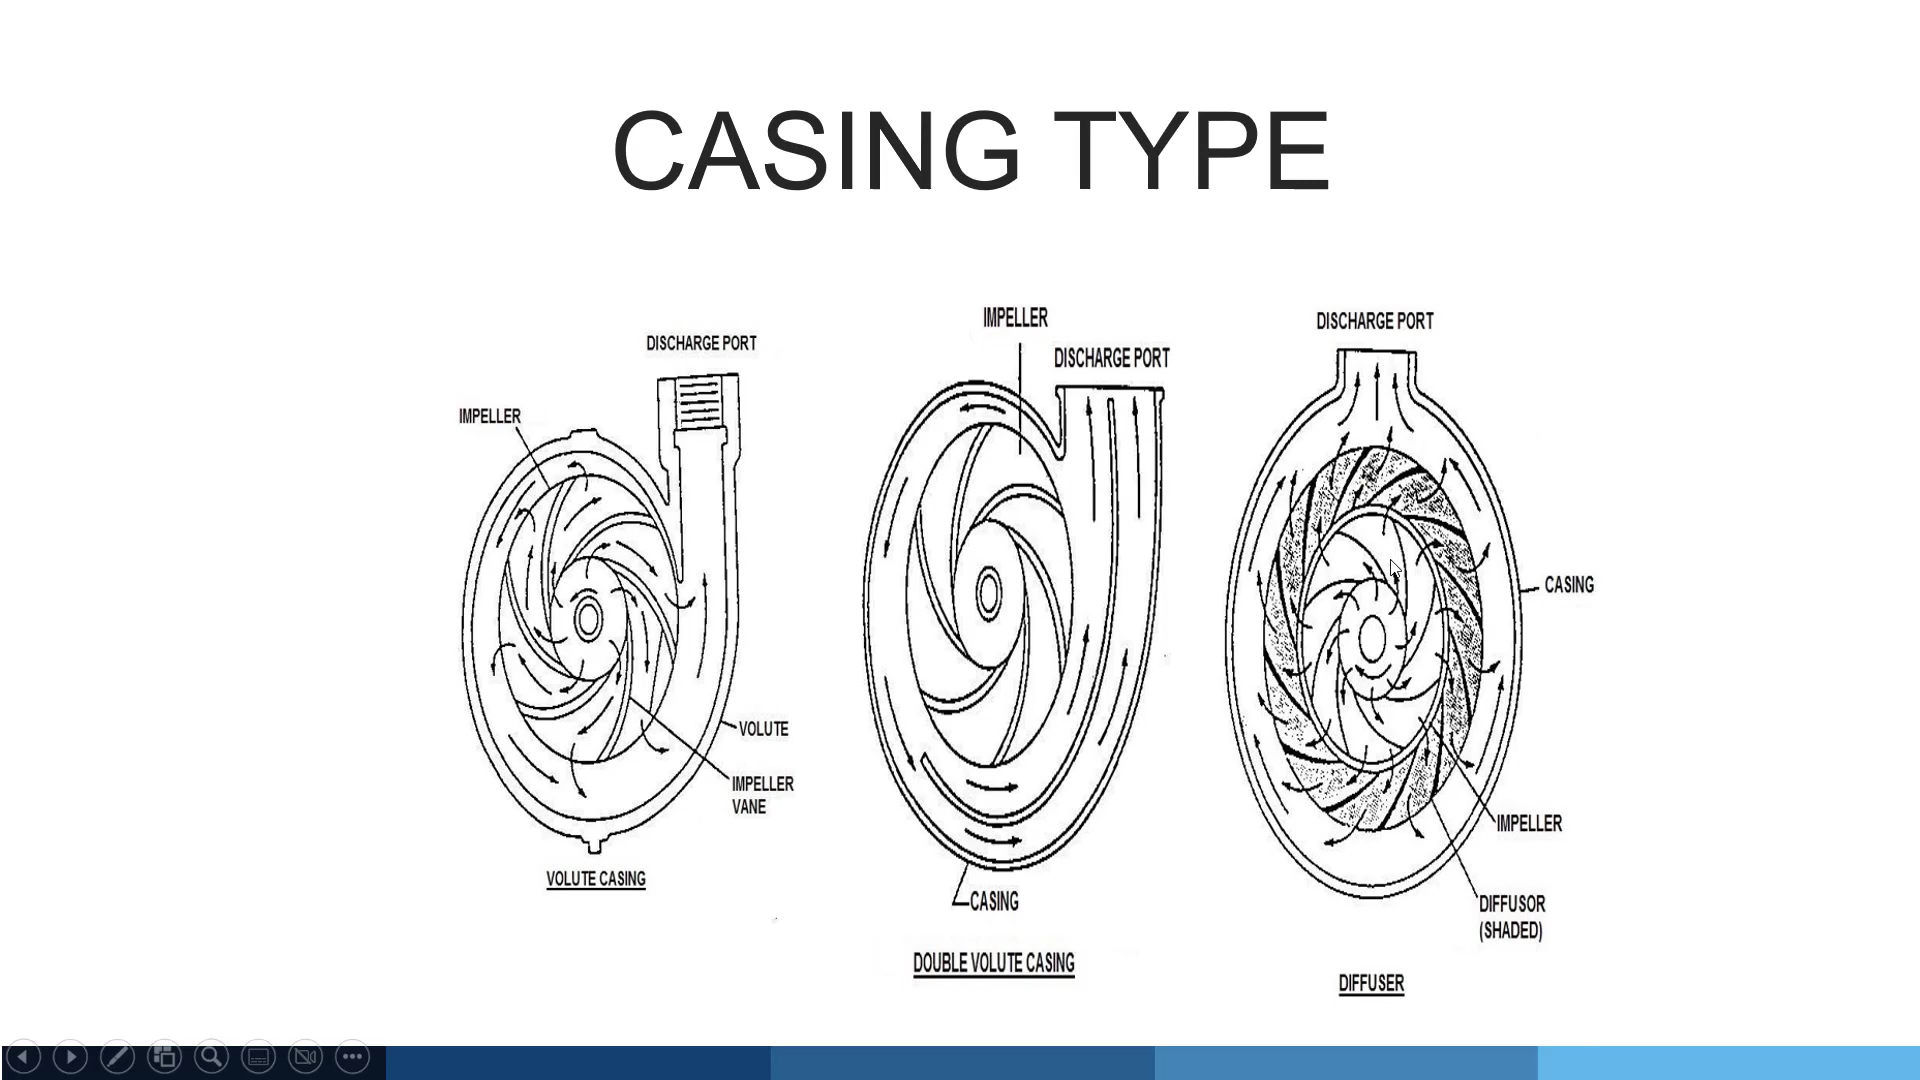 CASING TYPE
DISCHARGE PORT
IMPELLER
VOLUTE
IMPELLER
VANE
VOLUTE CASING
IMPELLER
DISCHARGE PORT
CASING
DOUBLE VOLUTE CASING
DISCHARGE PORT
CASING
IMPELLER
DIFFUSOR
(SHADED)
DIFFUSER